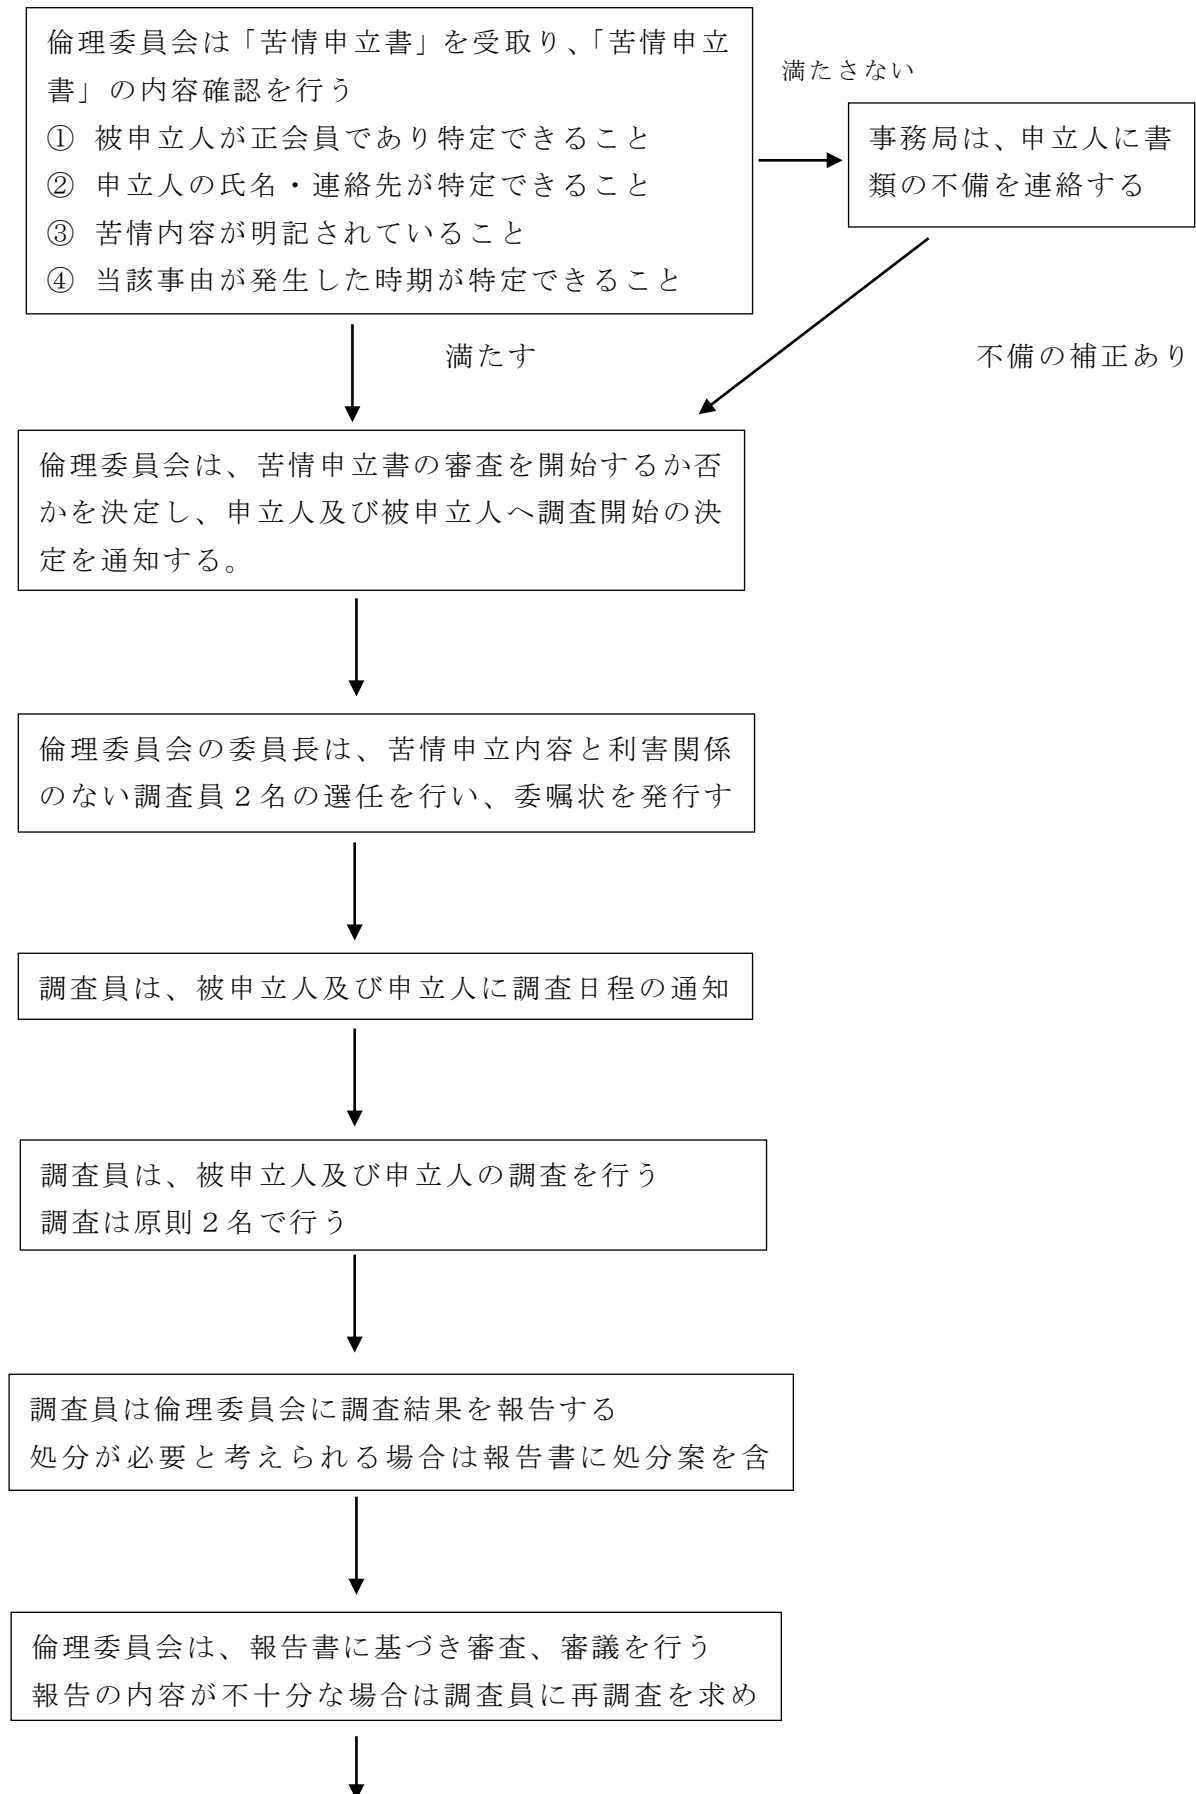 倫理委員会は「苦情申立書」を受取り、「苦情申立
書」の内容確認を行う
① 被申立人が正会員であり特定できること
② 申立人の氏名・連絡先が特定できること
③ 苦情内容が明記されていること
④ 当該事由が発生した時期が特定できること
満たさない
事務局は、申立人に書
類の不備を連絡する
満たす
不備の補正あり
倫理委員会は、苦情申立書の審査を開始するか否
かを決定し、申立人及び被申立人へ調査開始の決
定を通知する。
倫理委員会の委員長は、苦情申立内容と利害関係
のない調査員２名の選任を行い、委嘱状を発行す
調査員は、被申立人及び申立人に調査日程の通知
調査員は、被申立人及び申立人の調査を行う
調査は原則２名で行う
調査員は倫理委員会に調査結果を報告する
処分が必要と考えられる場合は報告書に処分案を含
倫理委員会は、報告書に基づき審査、審議を行う
報告の内容が不十分な場合は調査員に再調査を求め